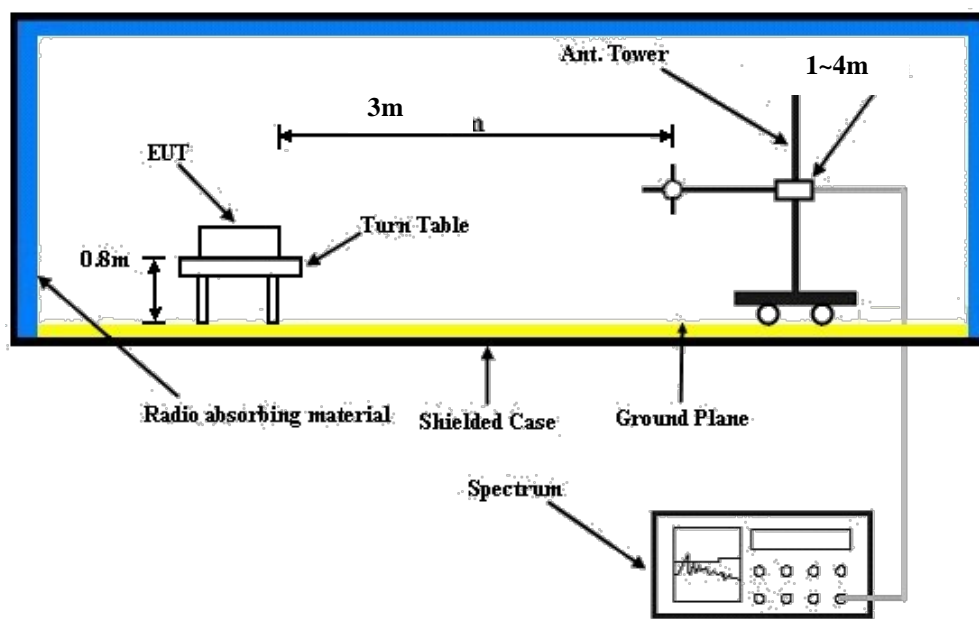 Ant. Tower
1~4m
3m
EUT
Turn Table
0.8m
Radio absorbing material
Shielded Case
Ground Plane
Spectrum